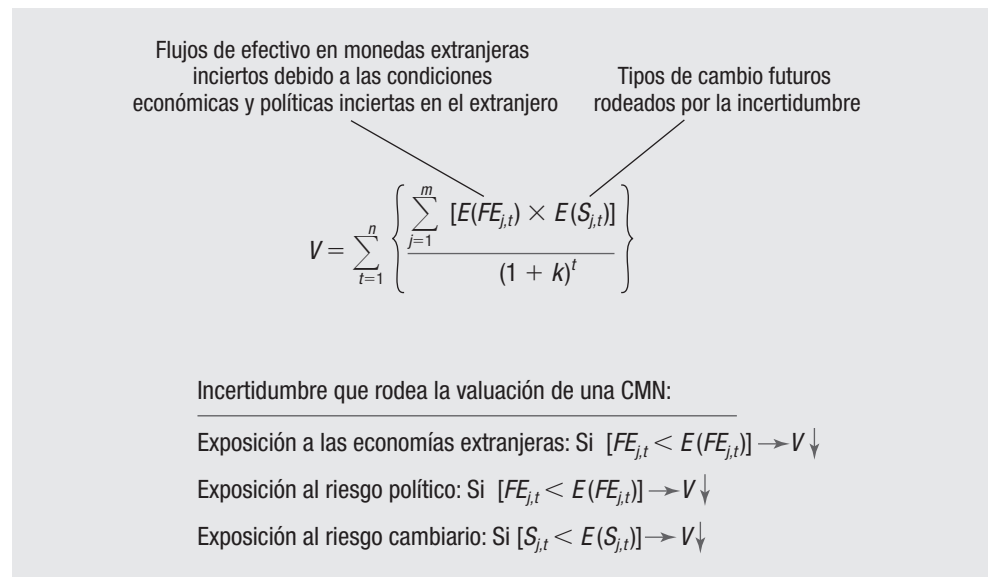 Flujos de efectivo en monedas extranjeras
inciertos debido a las condiciones
económicas y políticas inciertas en el extranjero
Tipos de cambio futuros
rodeados por la incertidumbre
V = ∑_{t=1}^{n} { ∑_{j=1}^{m} [E(FE_{j,t}) × E(S_{j,t})] / (1 + k)^t }
Incertidumbre que rodea la valuación de una CMN:
Exposición a las economías extranjeras: Si [FE_{j,t} < E(FE_{j,t})] → V ↓
Exposición al riesgo político: Si [FE_{j,t} < E(FE_{j,t})] → V ↓
Exposición al riesgo cambiario: Si [S_{j,t} < E(S_{j,t})] → V ↓